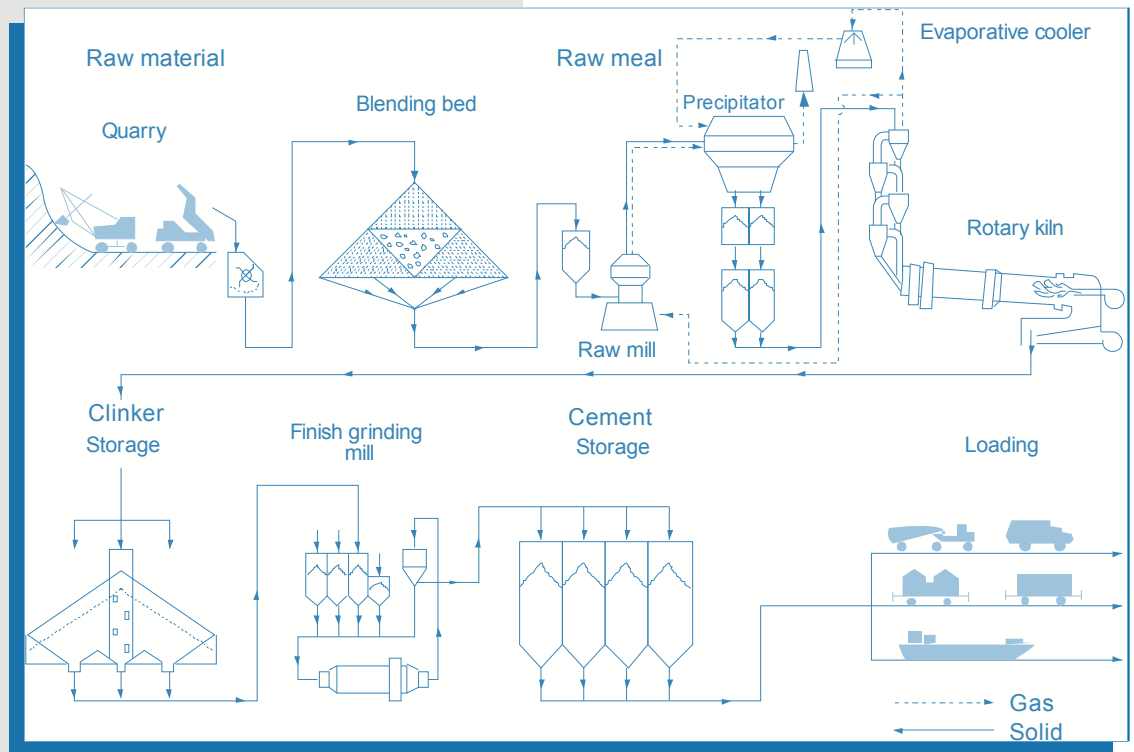 Raw material
Raw meal
Evaporative cooler
Blending bed
Precipitator
Quarry
Rotary kiln
Raw mill
Clinker
Storage
Finish grinding
mill
Cement
Storage
Loading
Gas
Solid